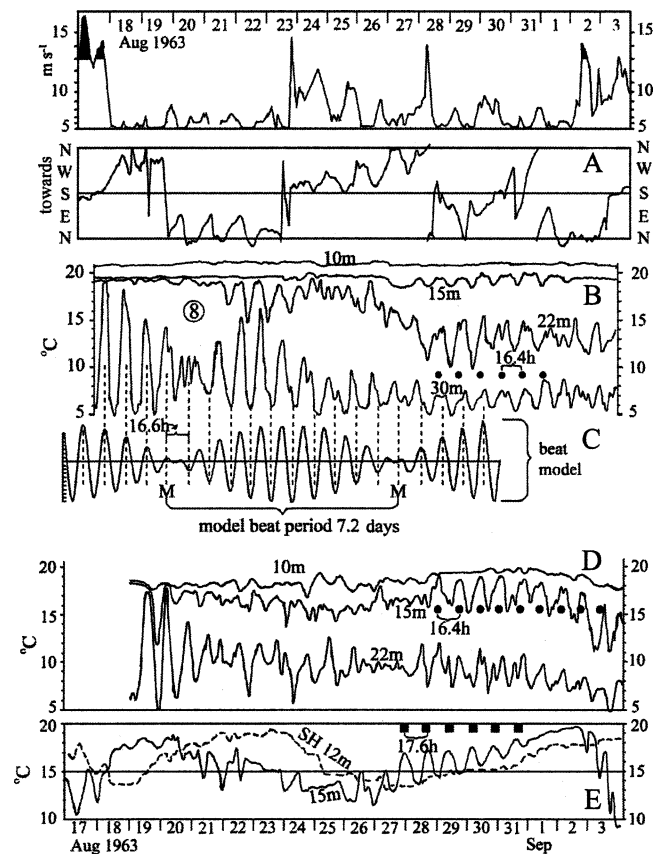 15 18 19 20 21 22 23 24 25 26 27 28 29 30 31 1 2 3 15
Aug 1963
m s⁻¹
10 10
5 5
N N
W W
S S
E E
N N
towards
A
10m
20 20
15m
B
⑧
15 22m 15
°C
10 16.4h 10
30m
5 5
16.6h
C
beat
model
M M
model beat period 7.2 days
20 10m D 20
15 15m 15
16.4h
°C
22m
10 10
5 5
20 SH 12m 20
17.6h
°C
15 15
15m
E
10 10
17 18 19 20 21 22 23 24 25 26 27 28 29 30 31 1 2 3
Aug 1963 Sep